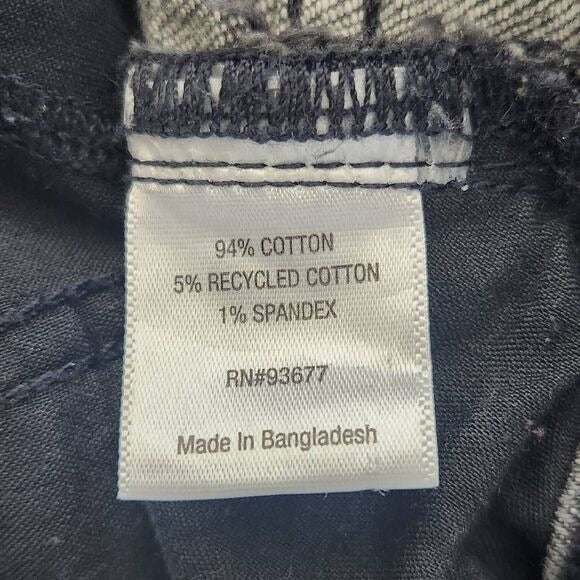 94% COTTON
5% RECYCLED COTTON
1% SPANDEX
RN#93677
Made In Bangladesh